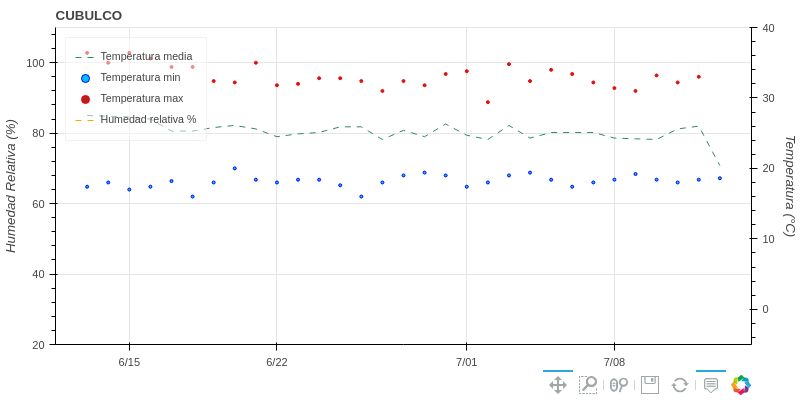 CUBULCO
Temperatura media
Temperatura min
Temperatura max
Humedad relativa %
Humedad Relativa (%)
100
80
60
40
20
Temperatura (°C)
40
30
20
10
0
6/15
6/22
7/01
7/08